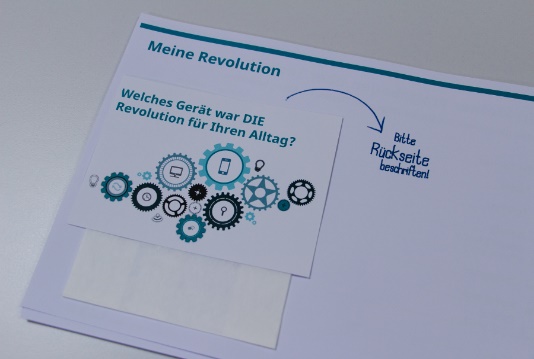 Meine Revolution
Welches Gerät war DIE
Revolution für Ihren Alltag?
Bitte
Rückseite
beschriften!